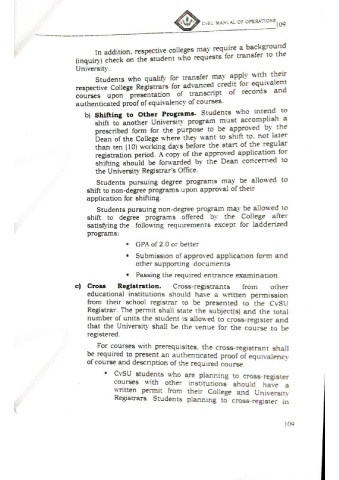 CvSU MANUAL OF OPERATIONS |109
In addition, respective colleges may require a background
(inquiry) check on the student who requests for transfer to the
University.
Students who qualify for transfer may apply with their
respective College Registrars for advanced credit for equivalent
courses upon presentation of transcript of records and
authenticated proof of equivalency of courses.
b) Shifting to Other Programs. Students who intend to
shift to another University program must accomplish a
prescribed form for the purpose to be approved by the
Dean of the College where they want to shift to, not later
than ten (10) working days before the start of the regular
registration period. A copy of the approved application for
shifting should be forwarded by the Dean concerned to
the University Registrar's Office.
Students pursuing degree programs may be allowed to
shift to non-degree programs upon approval of their
application for shifting.
Students pursuing non-degree program may be allowed to
shift to degree programs offered by the College after
satisfying the following requirements except for ladderized
programs:
• GPA of 2.0 or better
• Submission of approved application form and
other supporting documents
• Passing the required entrance examination.
c) Cross Registration. Cross-registrants from other
educational institutions should have a written permission
from their school registrar to be presented to the CvSU
Registrar. The permit shall state the subject(s) and the total
number of units the student is allowed to cross-register and
that the University shall be the venue for the course to be
registered.
For courses with prerequisites, the cross-registrant shall
be required to present an authenticated proof of equivalency
of course and description of the required course.
• CvSU students who are planning to cross-register
courses with other institutions should have a
written permit from their College and University
Registrars. Students planning to cross-register in
109